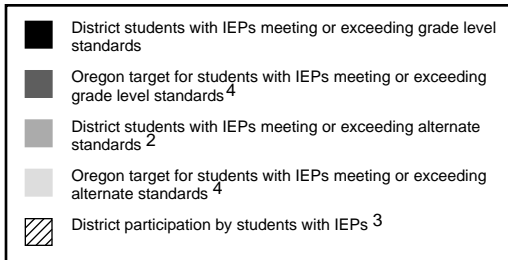 District students with IEPs meeting or exceeding grade level
standards
Oregon target for students with IEPs meeting or exceeding
grade level standards 4
District students with IEPs meeting or exceeding alternate
standards 2
Oregon target for students with IEPs meeting or exceeding
alternate standards 4
District participation by students with IEPs 3